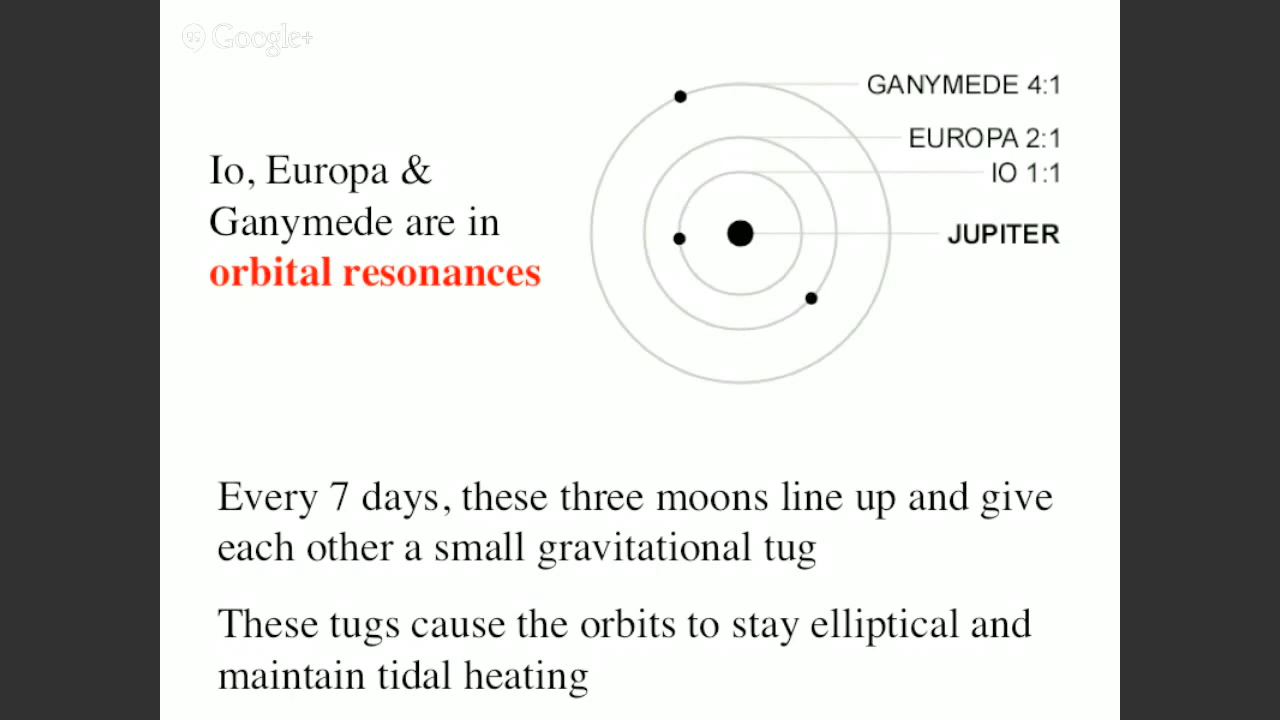 Google+
GANYMEDE 4:1
EUROPA 2:1
IO 1:1
JUPITER
Io, Europa &
Ganymede are in
orbital resonances
Every 7 days, these three moons line up and give
each other a small gravitational tug
These tugs cause the orbits to stay elliptical and
maintain tidal heating